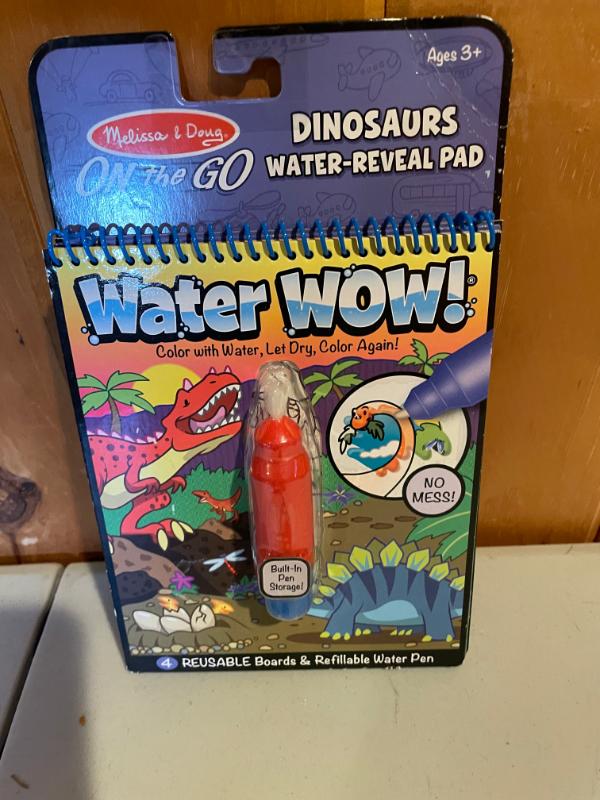 Ages 3+
Melissa & Doug®
ON the GO
DINOSAURS
WATER-REVEAL PAD
Water WOW!®
Color with Water, Let Dry, Color Again!
NO
MESS!
Built-In
Pen
Storage!
4 REUSABLE Boards & Refillable Water Pen